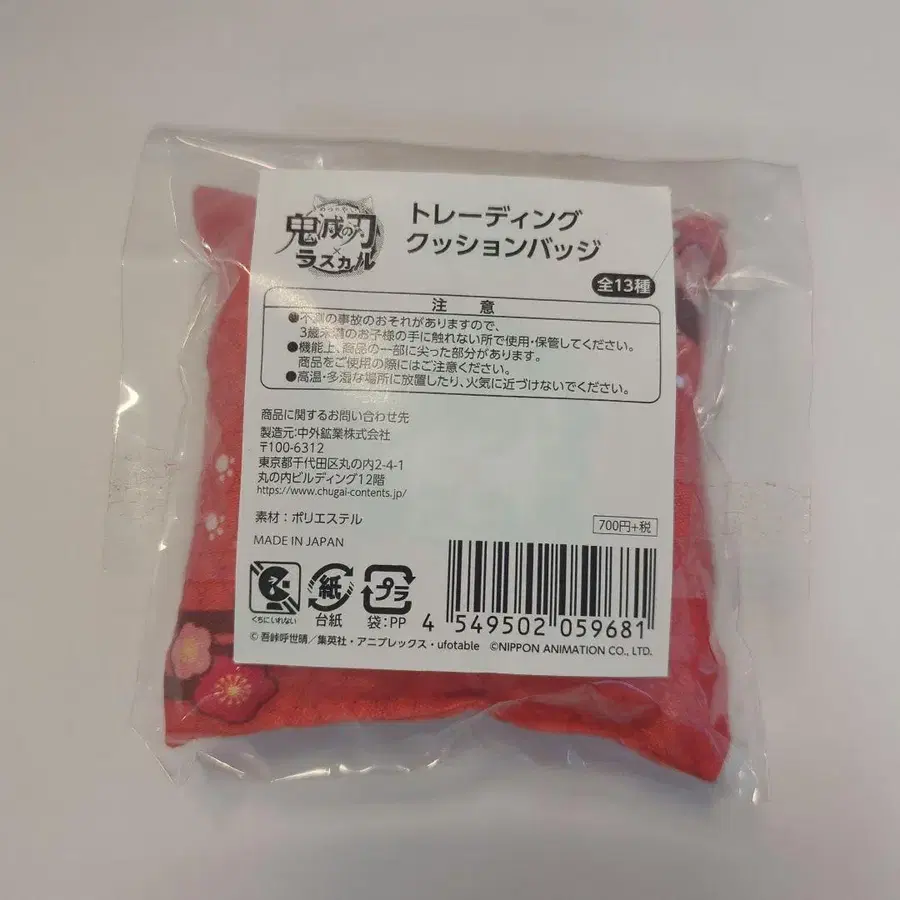 鬼滅の刃
×
ラスカル
トレーディング
クッションバッジ
全13種
注 意
●不測の事故のおそれがありますので、
3歳未満のお子様の手に触れない所で使用・保管してください。
●機能上、商品の一部に尖った部分があります。
商品をご使用の際にはご注意ください。
●高温・多湿な場所に放置したり、火気に近づけないでください。
商品に関するお問い合わせ先
製造元:中外鉱業株式会社
〒100-6312
東京都千代田区丸の内2-4-1
丸の内ビルディング12階
https://www.chugai-contents.jp/
素材：ポリエステル
700円+税
MADE IN JAPAN
くちにいれない
紙
台紙
プラ
袋:PP
4 549502 059681
© 吾峠呼世晴／集英社・アニプレックス・ufotable ©NIPPON ANIMATION CO., LTD.